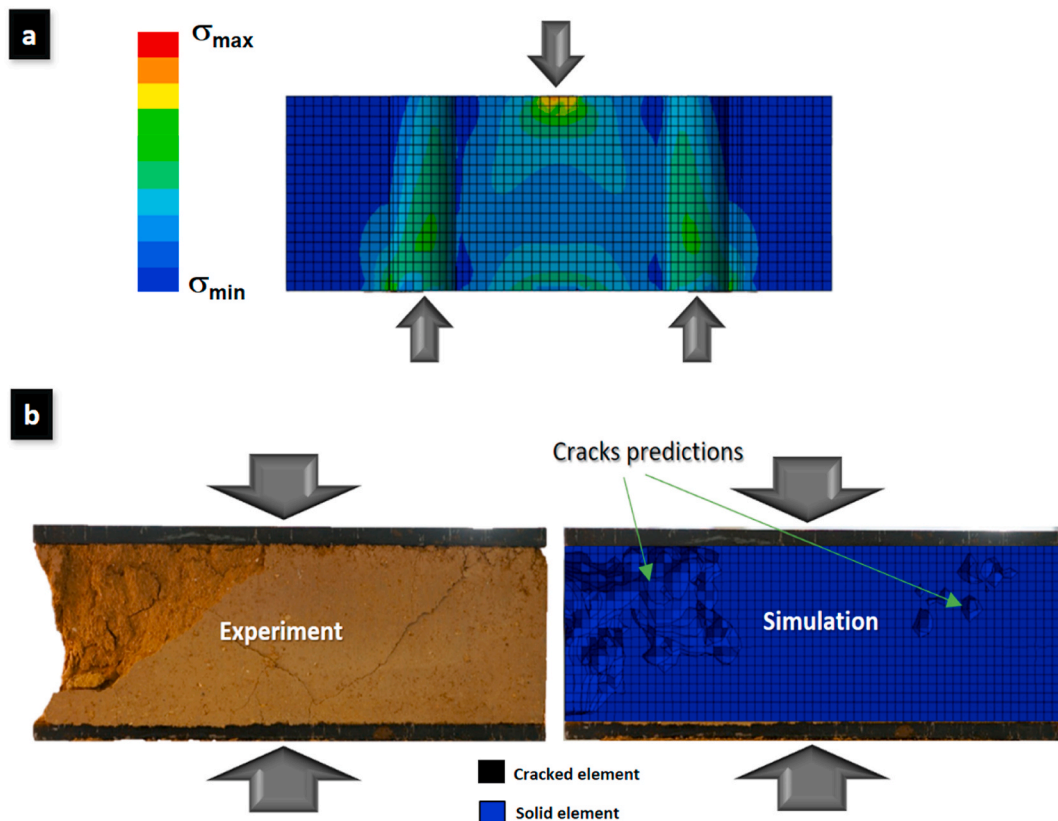 a
σmax
σmin
b
Cracks predictions
Experiment
Simulation
Cracked element
Solid element